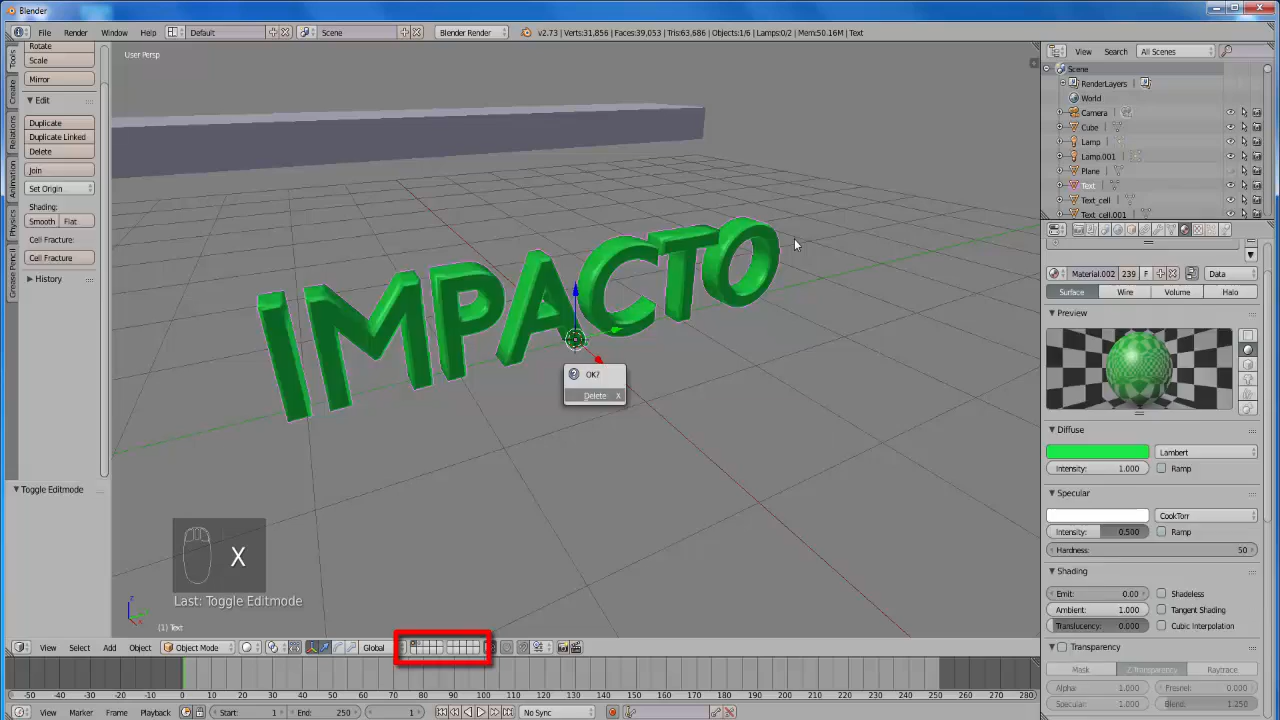 Blender
File Render Window Help Default Scene Blender Render v2.73 | Verts:31,856 | Faces:39,053 | Tris:63,686 | Objects:1/6 | Lamps:0/2 | Mem:50.16M | Text
Tools
Create
Relations
Animation
Physics
Grease Pencil
Rotate
Scale
Mirror
Edit
Duplicate
Duplicate Linked
Delete
Join
Set Origin
Shading:
Smooth Flat
Cell Fracture:
Cell Fracture
History
Toggle Editmode
User Persp
IMPACTO
OK?
Delete X
X
Last: Toggle Editmode
(1) Text
View Select Add Object Object Mode Global
-50 -40 -30 -20 -10 0 10 20 30 40 50 60 70 80 90 100 110 120 130 140 150 160 170 180 190 200 210 220 230 240 250 260 270 280
View Marker Frame Playback Start: 1 End: 250 1 No Sync
View Search All Scenes
Scene
RenderLayers
World
Camera
Cube
Lamp
Lamp.001
Plane
Text
Text_cell
Text_cell.001
Material.002 239 F Data
Surface Wire Volume Halo
Preview
Diffuse
Lambert
Intensity: 1.000 Ramp
Specular
CookTorr
Intensity: 0.500 Ramp
Hardness: 50
Shading
Emit: 0.00 Shadeless
Ambient: 1.000 Tangent Shading
Translucency: 0.000 Cubic Interpolation
Transparency
Mask Z Transparency Raytrace
Alpha: 1.000 Fresnel: 0.000
Specular: 1.000 Blend: 1.250